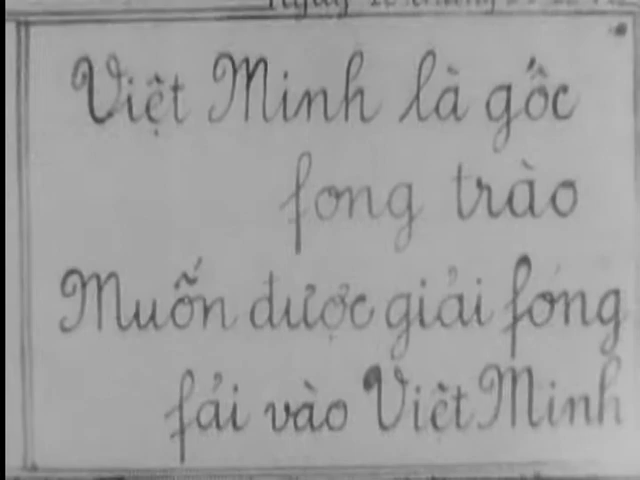 Việt Minh là gốc
fong trào
Muốn được giải fóng
fải vào Việt Minh